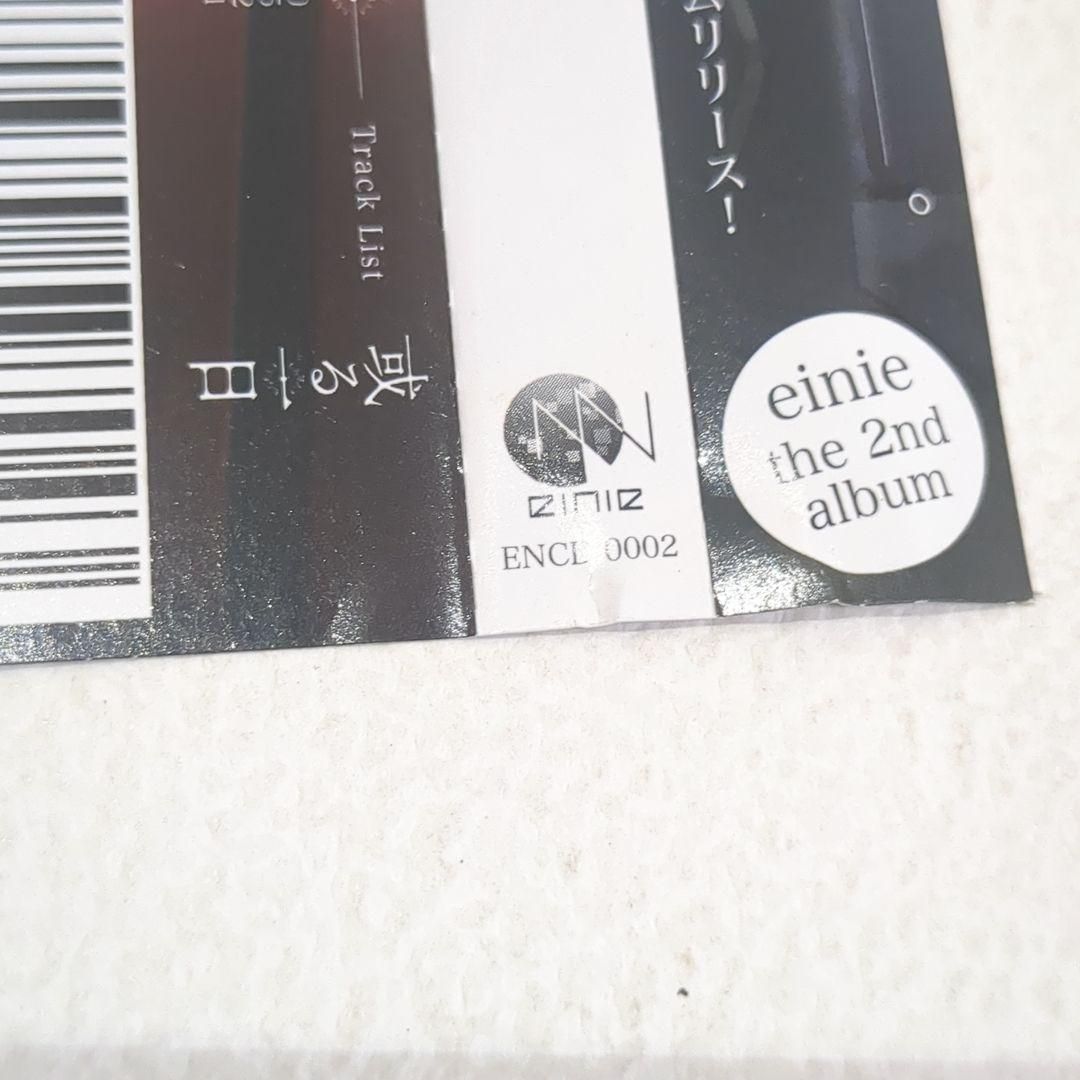 ムリリース!
。
einie
the 2nd
album
einie
ENCD-0002
Track List
或る一日